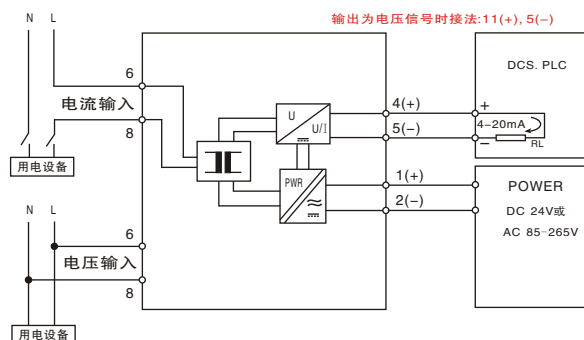 输出为电压信号时接法:11(+), 5(−)
N L
6
电流输入
8
用电设备
N L
6
电压输入
8
用电设备
U
U/I
PWR
4(+)
5(−)
1(+)
2(−)
DCS. PLC
+
4~20mA
−
RL
POWER
DC 24V或
AC 85-265V